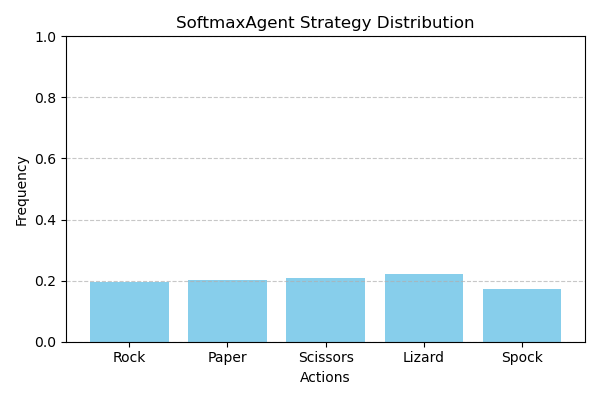 SoftmaxAgent Strategy Distribution
1.0
0.8
0.6
0.4
0.2
0.0
Frequency
Rock Paper Scissors Lizard Spock
Actions